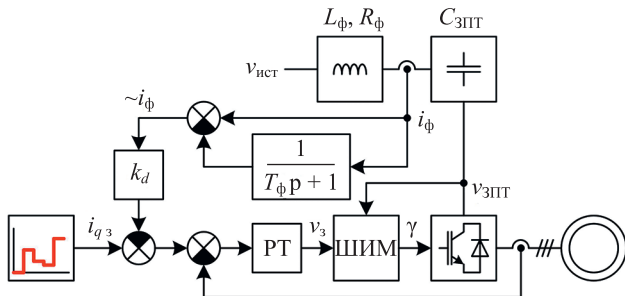 L_ф, R_ф
C_ЗПТ
v_ист
~i_ф
i_ф
1
T_ф p + 1
k_d
v_ЗПТ
i_q з
v_з
γ
РТ
ШИМ